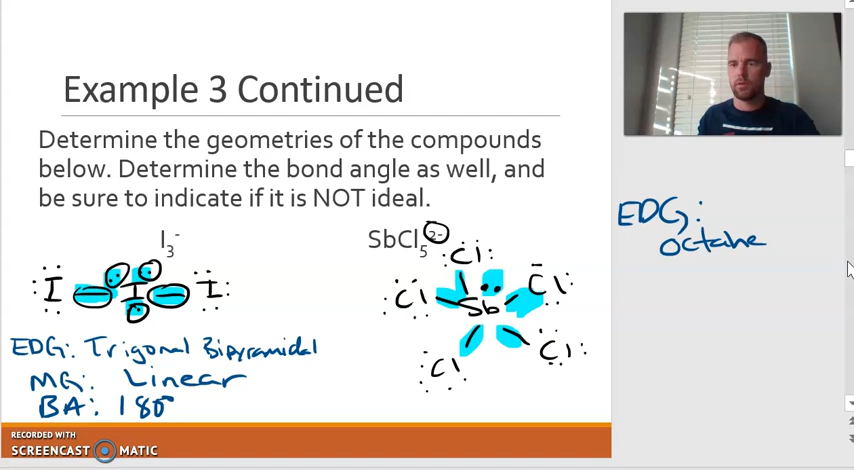 Example 3 Continued
Determine the geometries of the compounds
below. Determine the bond angle as well, and
be sure to indicate if it is NOT ideal.
I₃⁻ SbCl₅²⁻
I I I
Cl
Cl Sb Cl
Cl Cl
EDG: Trigonal Bipyramidal
MG: Linear
BA: 180°
EDG:
octahe
RECORDED WITH
SCREENCAST MATIC